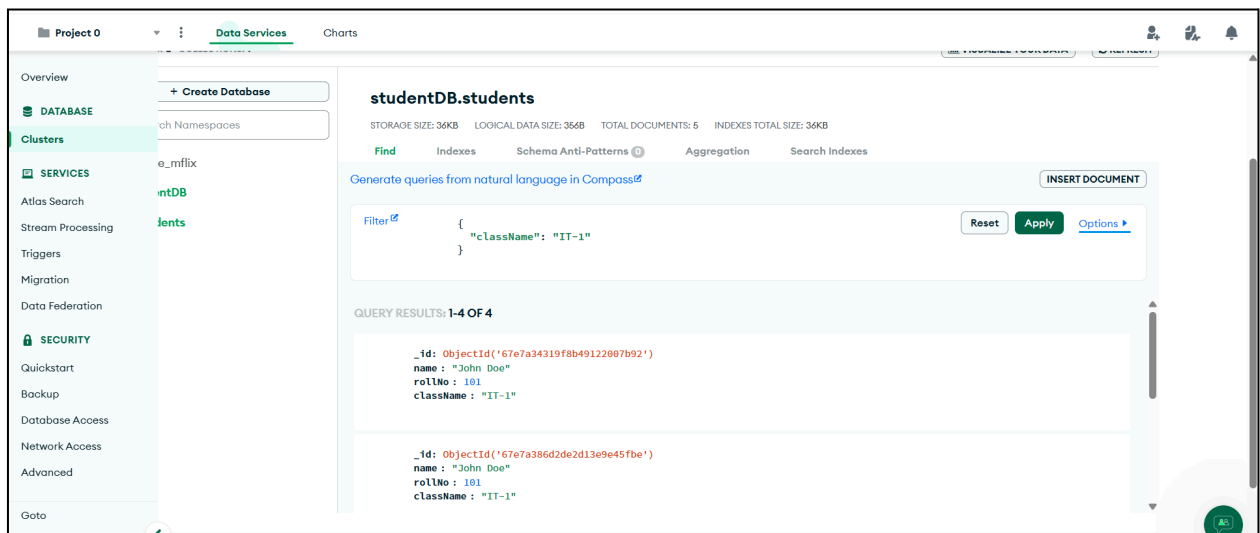 Project 0
Data Services
Charts
VISUALIZE YOUR DATA
REFRESH
Overview
DATABASE
Clusters
SERVICES
Atlas Search
Stream Processing
Triggers
Migration
Data Federation
SECURITY
Quickstart
Backup
Database Access
Network Access
Advanced
Goto
+ Create Database
ch Namespaces
e_mflix
ntDB
dents
studentDB.students
STORAGE SIZE: 36KB LOGICAL DATA SIZE: 356B TOTAL DOCUMENTS: 5 INDEXES TOTAL SIZE: 36KB
Find Indexes Schema Anti-Patterns 0 Aggregation Search Indexes
Generate queries from natural language in Compass
INSERT DOCUMENT
Filter
{
"className": "IT-1"
}
Reset
Apply
Options
QUERY RESULTS: 1-4 OF 4
_id: ObjectId('67e7a34319f8b49122007b92')
name : "John Doe"
rollNo : 101
className : "IT-1"
_id: ObjectId('67e7a386d2de2d13e9e45fbe')
name : "John Doe"
rollNo : 101
className : "IT-1"